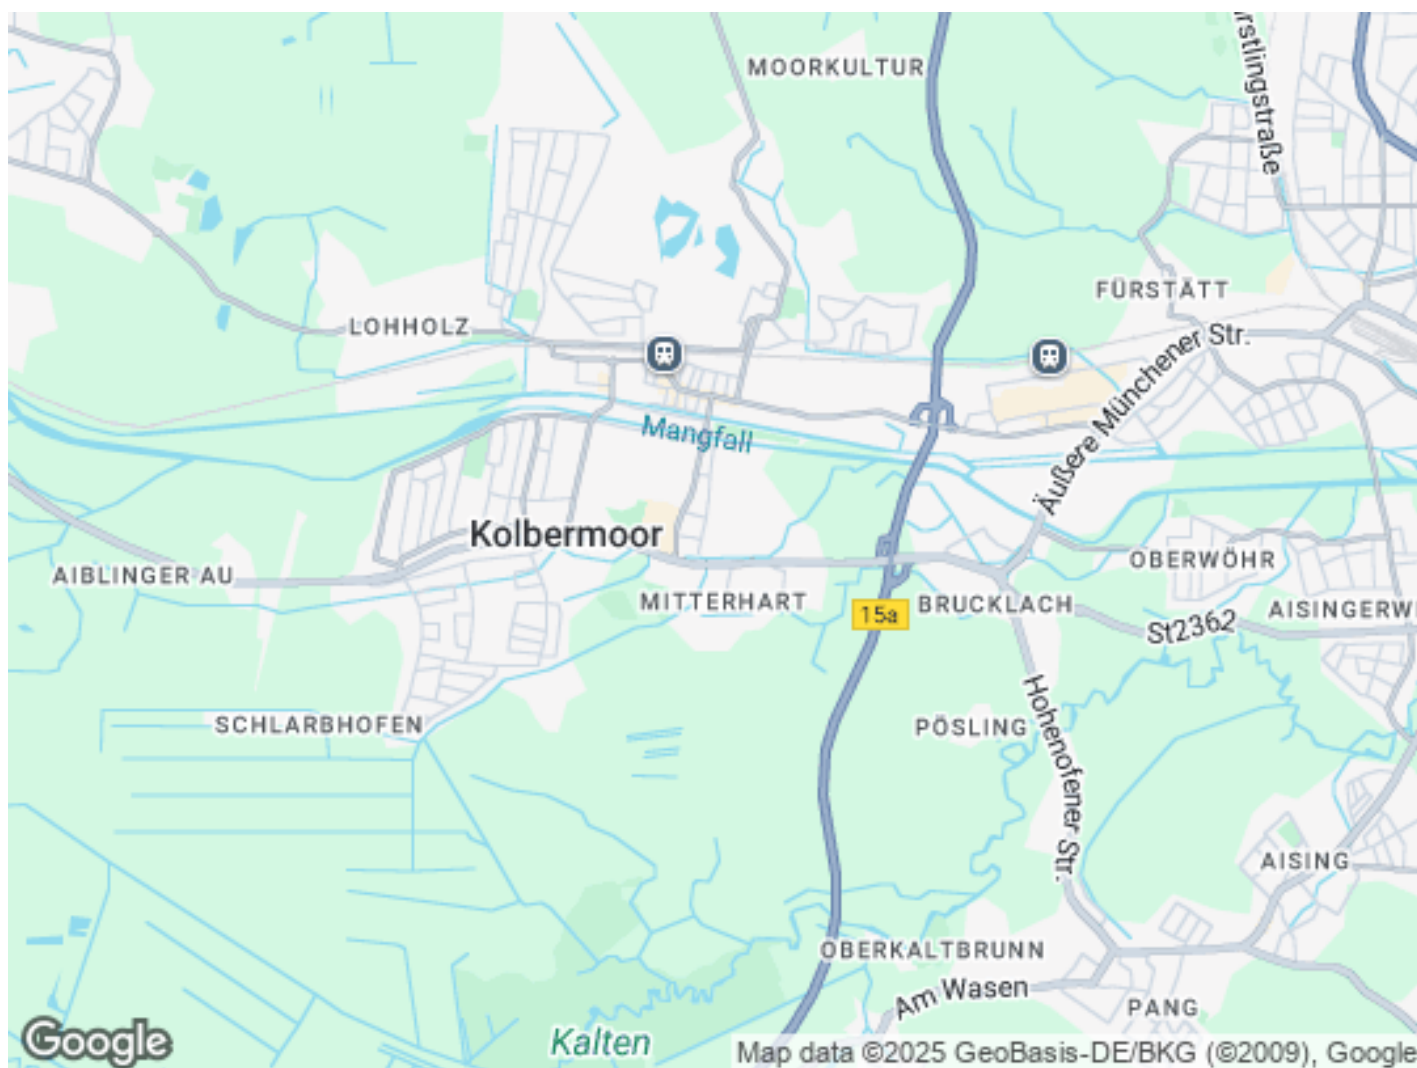 MOORKULTUR
rstlingstraße
FÜRSTÄTT
LOHHOLZ
Äußere Münchener Str.
Mangfall
Kolbermoor
OBERWÖHR
AIBLINGER AU
MITTERHART
BRUCKLACH
AISINGERW
15a
St2362
SCHLARBHOFEN
PÖSLING
Hohenofener Str.
AISING
OBERKALTBRUNN
Am Wasen
PANG
Kalten
Google
Map data ©2025 GeoBasis-DE/BKG (©2009), Google